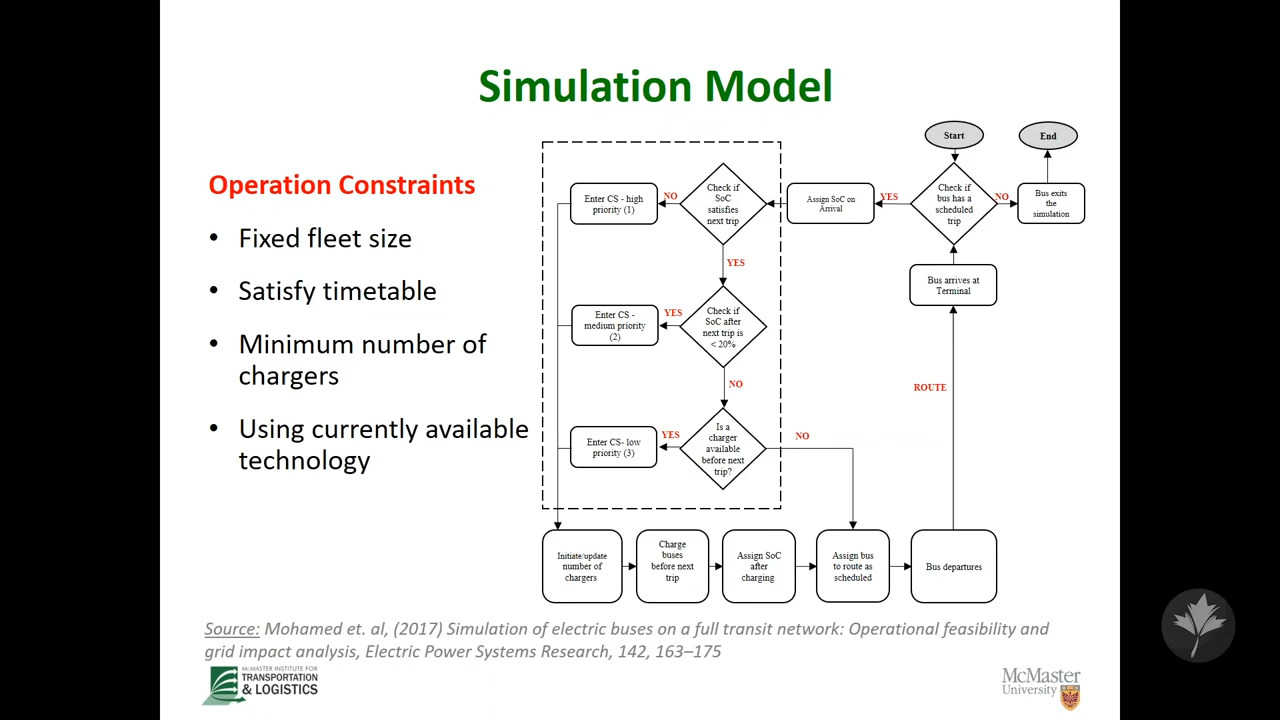 Simulation Model
Operation Constraints
• Fixed fleet size
• Satisfy timetable
• Minimum number of
chargers
• Using currently available
technology
Start
End
Enter CS - high
priority (1)
NO
Check if
SoC
satisfies
next trip
Assign SoC on
Arrival
YES
Check if
bus has a
scheduled
trip
NO
Bus exits
the
simulation
YES
Bus arrives at
Terminal
Enter CS -
medium priority
(2)
YES
Check if
SoC after
next trip is
< 20%
NO
ROUTE
Enter CS- low
priority (3)
YES
Is a
charger
available
before next
trip?
NO
Initiate/update
number of
chargers
Charge
buses
before next
trip
Assign SoC
after
charging
Assign bus
to route as
scheduled
Bus departures
Source: Mohamed et. al, (2017) Simulation of electric buses on a full transit network: Operational feasibility and
grid impact analysis, Electric Power Systems Research, 142, 163–175
McMASTER INSTITUTE FOR
TRANSPORTATION
& LOGISTICS
McMaster
University